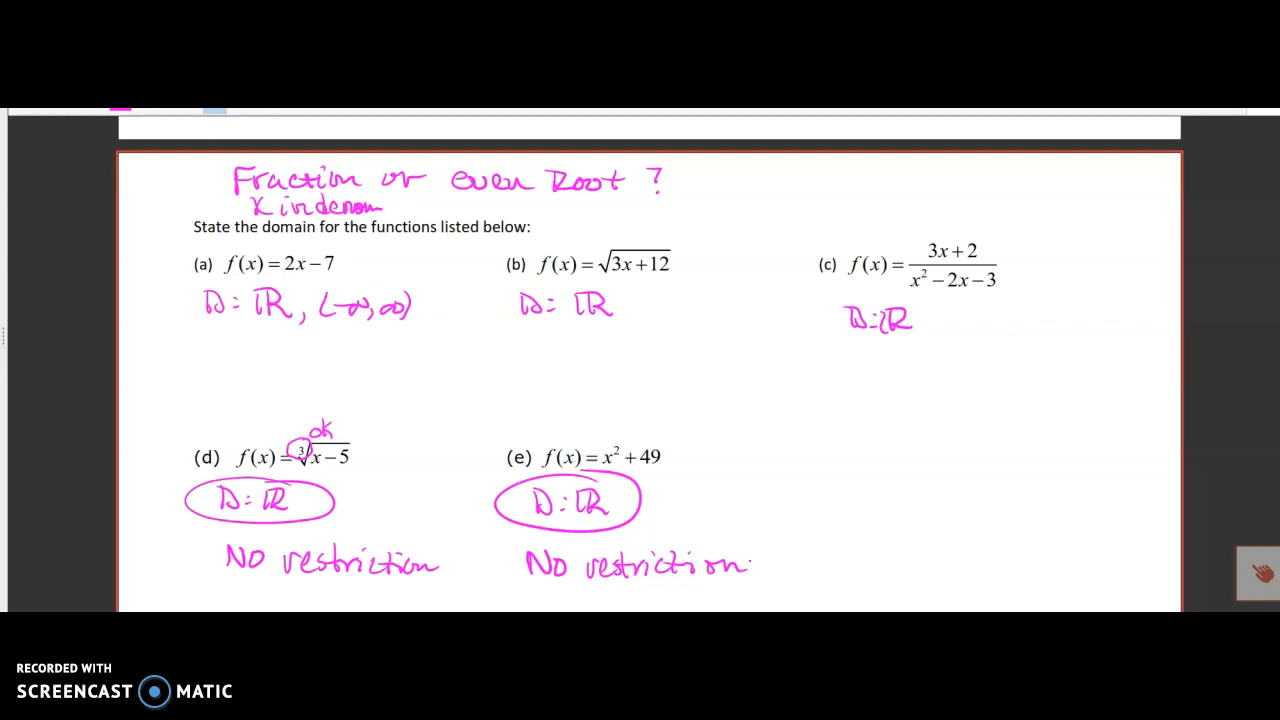 Fraction or even Root ?
x in denom
State the domain for the functions listed below:
(a) f(x) = 2x − 7
(b) f(x) = √(3x + 12)
(c) f(x) = (3x + 2)/(x² − 2x − 3)
D = ℝ, (-∞, ∞)
D = ℝ
D = ℝ
ok
(d) f(x) = ∛(x − 5)
(e) f(x) = x² + 49
D = ℝ
D = ℝ
No restriction
No restriction.
RECORDED WITH
SCREENCAST MATIC